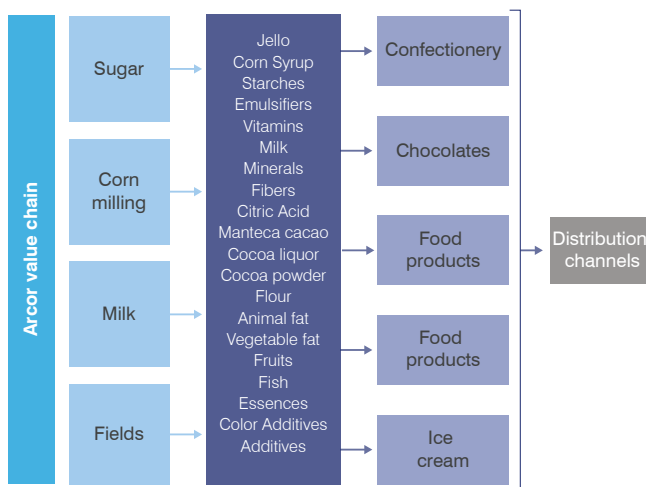 Arcor value chain
Sugar
Corn
milling
Milk
Fields
Jello
Corn Syrup
Starches
Emulsifiers
Vitamins
Milk
Minerals
Fibers
Citric Acid
Manteca cacao
Cocoa liquor
Cocoa powder
Flour
Animal fat
Vegetable fat
Fruits
Fish
Essences
Color Additives
Additives
Confectionery
Chocolates
Food
products
Food
products
Ice
cream
Distribution
channels